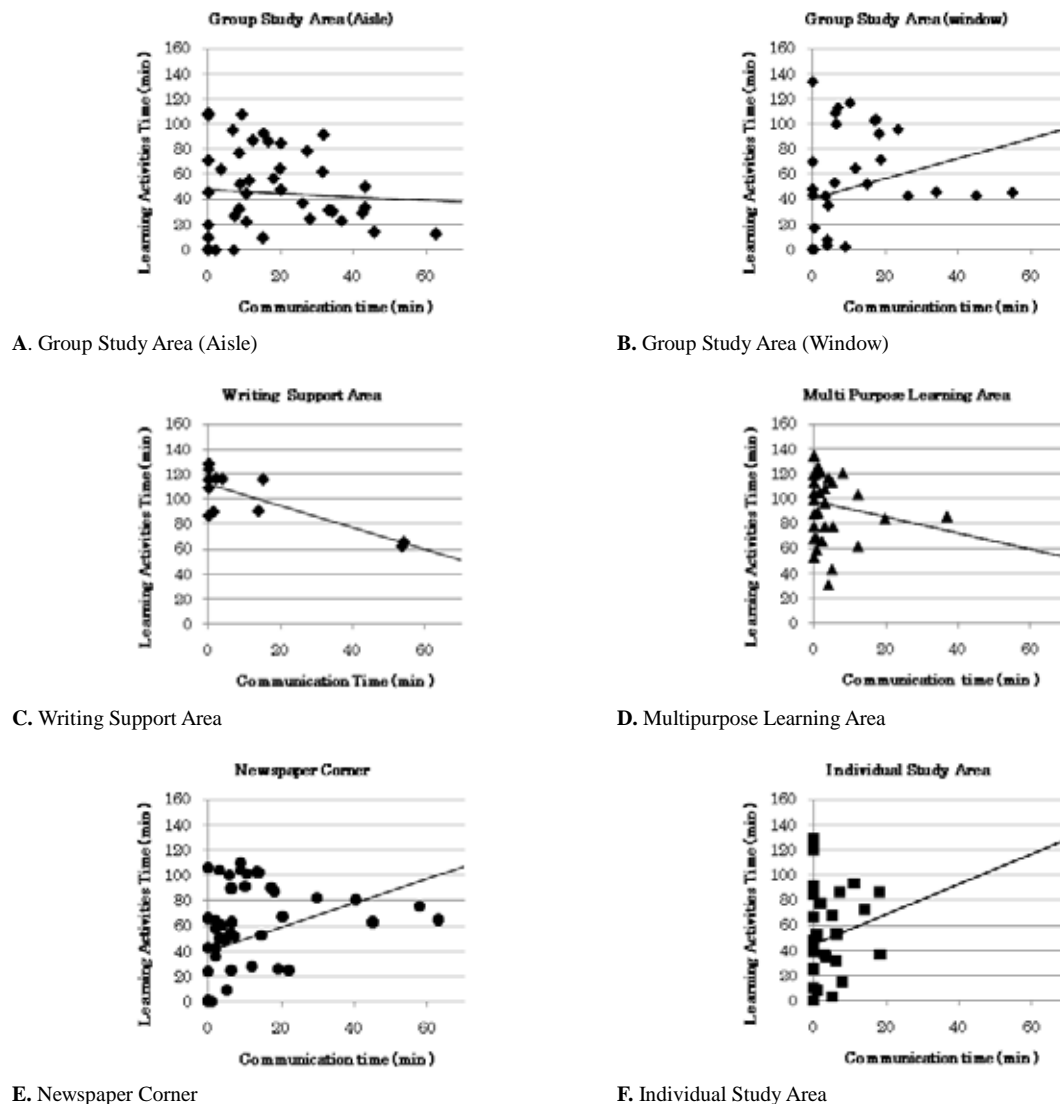 Group Study Area (Aisle)
Learning Activities Time (min)
160
140
120
100
80
60
40
20
0
0 20 40 60
Communication time (min)
A. Group Study Area (Aisle)
Group Study Area (window)
Learning Activities Time (min)
160
140
120
100
80
60
40
20
0
0 20 40 60
Communication time (min)
B. Group Study Area (Window)
Writing Support Area
Learning Activities Time (min)
160
140
120
100
80
60
40
20
0
0 20 40 60
Communication Time (min)
C. Writing Support Area
Multi Purpose Learning Area
Learning Activities Time (min)
160
140
120
100
80
60
40
20
0
0 20 40 60
Communication time (min)
D. Multipurpose Learning Area
Newspaper Corner
Learning Activities Time (min)
160
140
120
100
80
60
40
20
0
0 20 40 60
Communication time (min)
E. Newspaper Corner
Individual Study Area
Learning Activities Time (min)
160
140
120
100
80
60
40
20
0
0 20 40 60
Communication time (min)
F. Individual Study Area